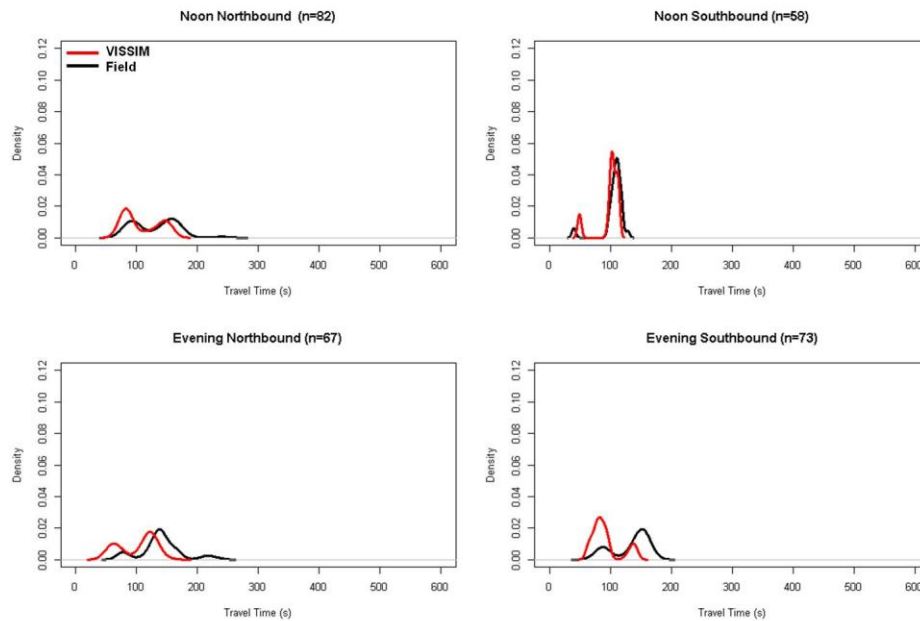 Noon Northbound (n=82)
VISSIM
Field
0.12
0.10
0.08
0.06
0.04
0.02
0.00
Density
0 100 200 300 400 500 600
Travel Time (s)
Noon Southbound (n=58)
0.12
0.10
0.08
0.06
0.04
0.02
0.00
Density
0 100 200 300 400 500 600
Travel Time (s)
Evening Northbound (n=67)
0.12
0.10
0.08
0.06
0.04
0.02
0.00
Density
0 100 200 300 400 500 600
Travel Time (s)
Evening Southbound (n=73)
0.12
0.10
0.08
0.06
0.04
0.02
0.00
Density
0 100 200 300 400 500 600
Travel Time (s)